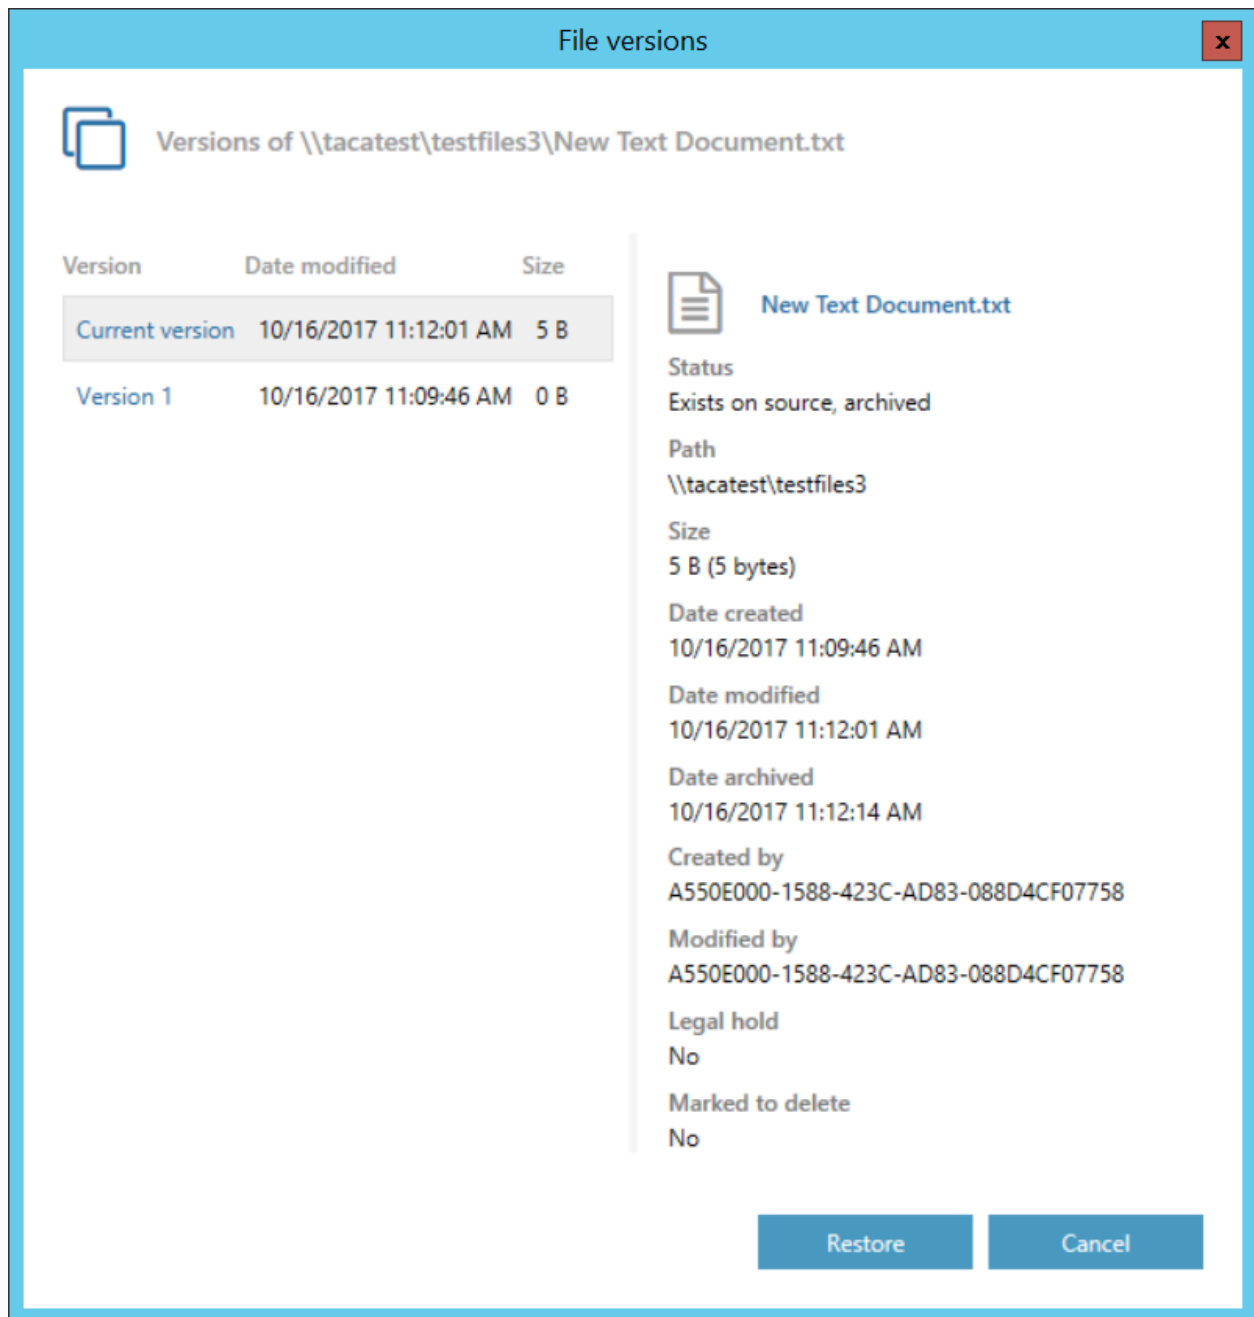 File versions
x
Versions of \\tacatest\testfiles3\New Text Document.txt
Version Date modified Size
Current version 10/16/2017 11:12:01 AM 5 B
Version 1 10/16/2017 11:09:46 AM 0 B
New Text Document.txt
Status
Exists on source, archived
Path
\\tacatest\testfiles3
Size
5 B (5 bytes)
Date created
10/16/2017 11:09:46 AM
Date modified
10/16/2017 11:12:01 AM
Date archived
10/16/2017 11:12:14 AM
Created by
A550E000-1588-423C-AD83-088D4CF07758
Modified by
A550E000-1588-423C-AD83-088D4CF07758
Legal hold
No
Marked to delete
No
Restore Cancel